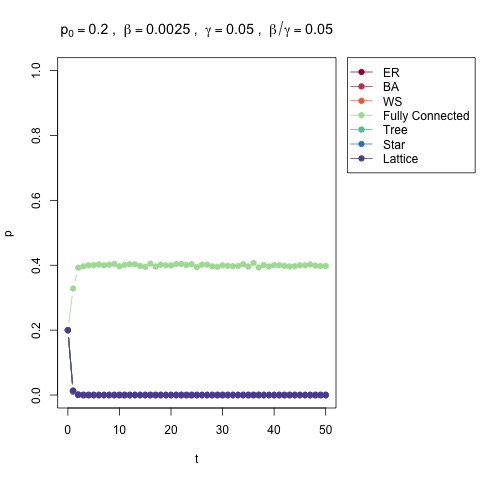 p₀ = 0.2 , β = 0.0025 , γ = 0.05 , β/γ = 0.05
ER
BA
WS
Fully Connected
Tree
Star
Lattice
1.0
0.8
0.6
0.4
0.2
0.0
p
0 10 20 30 40 50
t